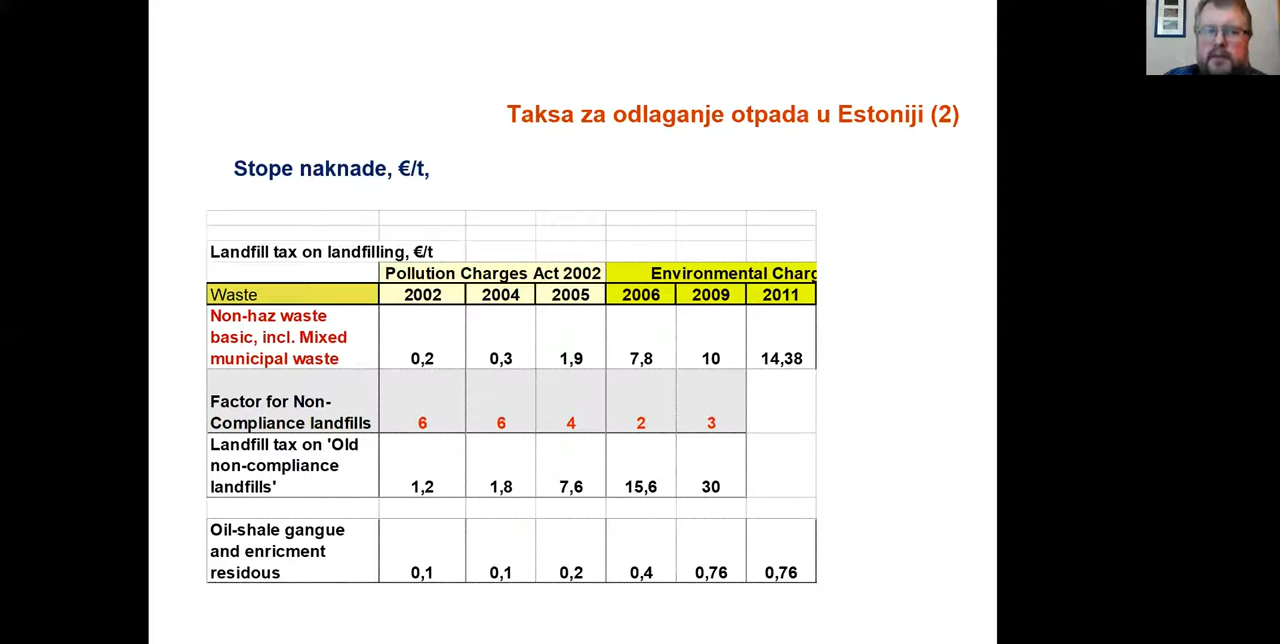 Taksa za odlaganje otpada u Estoniji (2)
Stope naknade, €/t,
Landfill tax on landfilling, €/t
Pollution Charges Act 2002 Environmental Charg
Waste 2002 2004 2005 2006 2009 2011
Non-haz waste
basic, incl. Mixed
municipal waste 0,2 0,3 1,9 7,8 10 14,38
Factor for Non-
Compliance landfills 6 6 4 2 3
Landfill tax on 'Old
non-compliance
landfills' 1,2 1,8 7,6 15,6 30
Oil-shale gangue
and enricment
residous 0,1 0,1 0,2 0,4 0,76 0,76